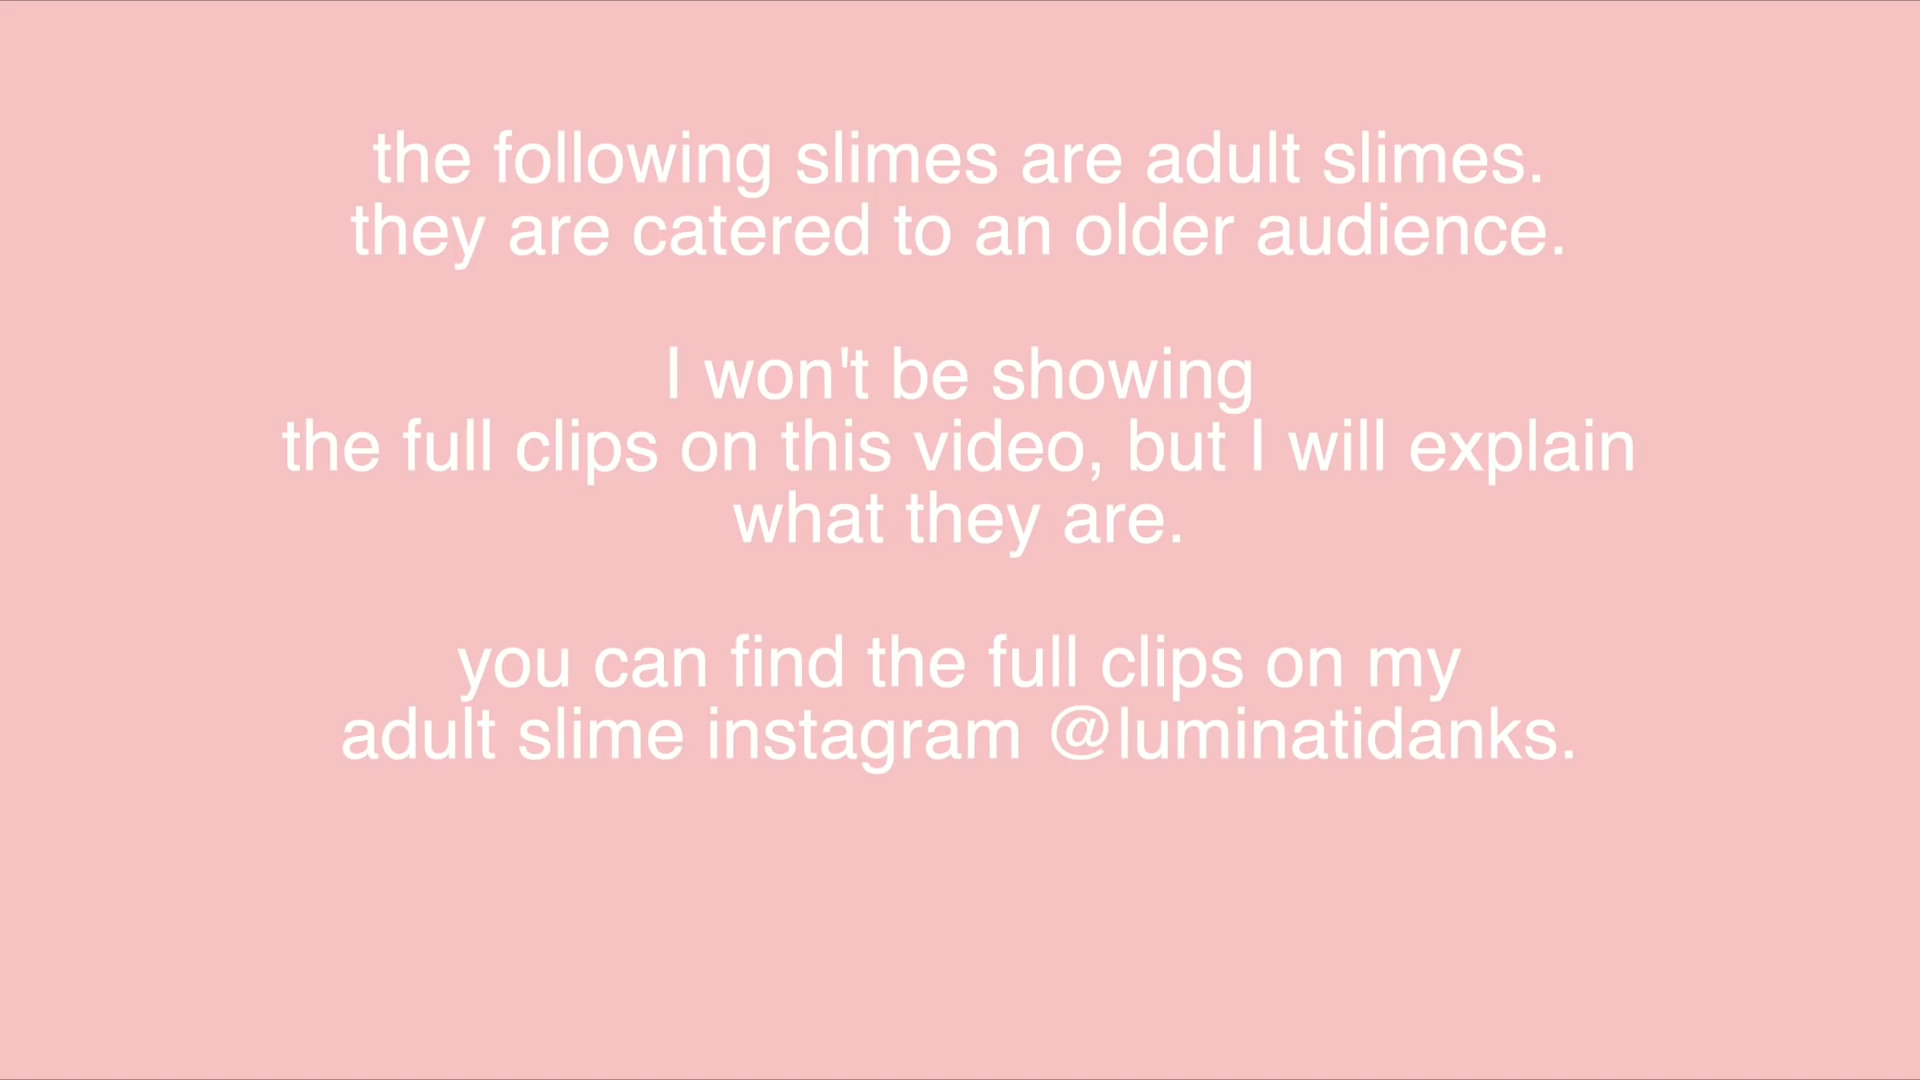 the following slimes are adult slimes.
they are catered to an older audience.
I won't be showing
the full clips on this video, but I will explain
what they are.
you can find the full clips on my
adult slime instagram @luminatidanks.